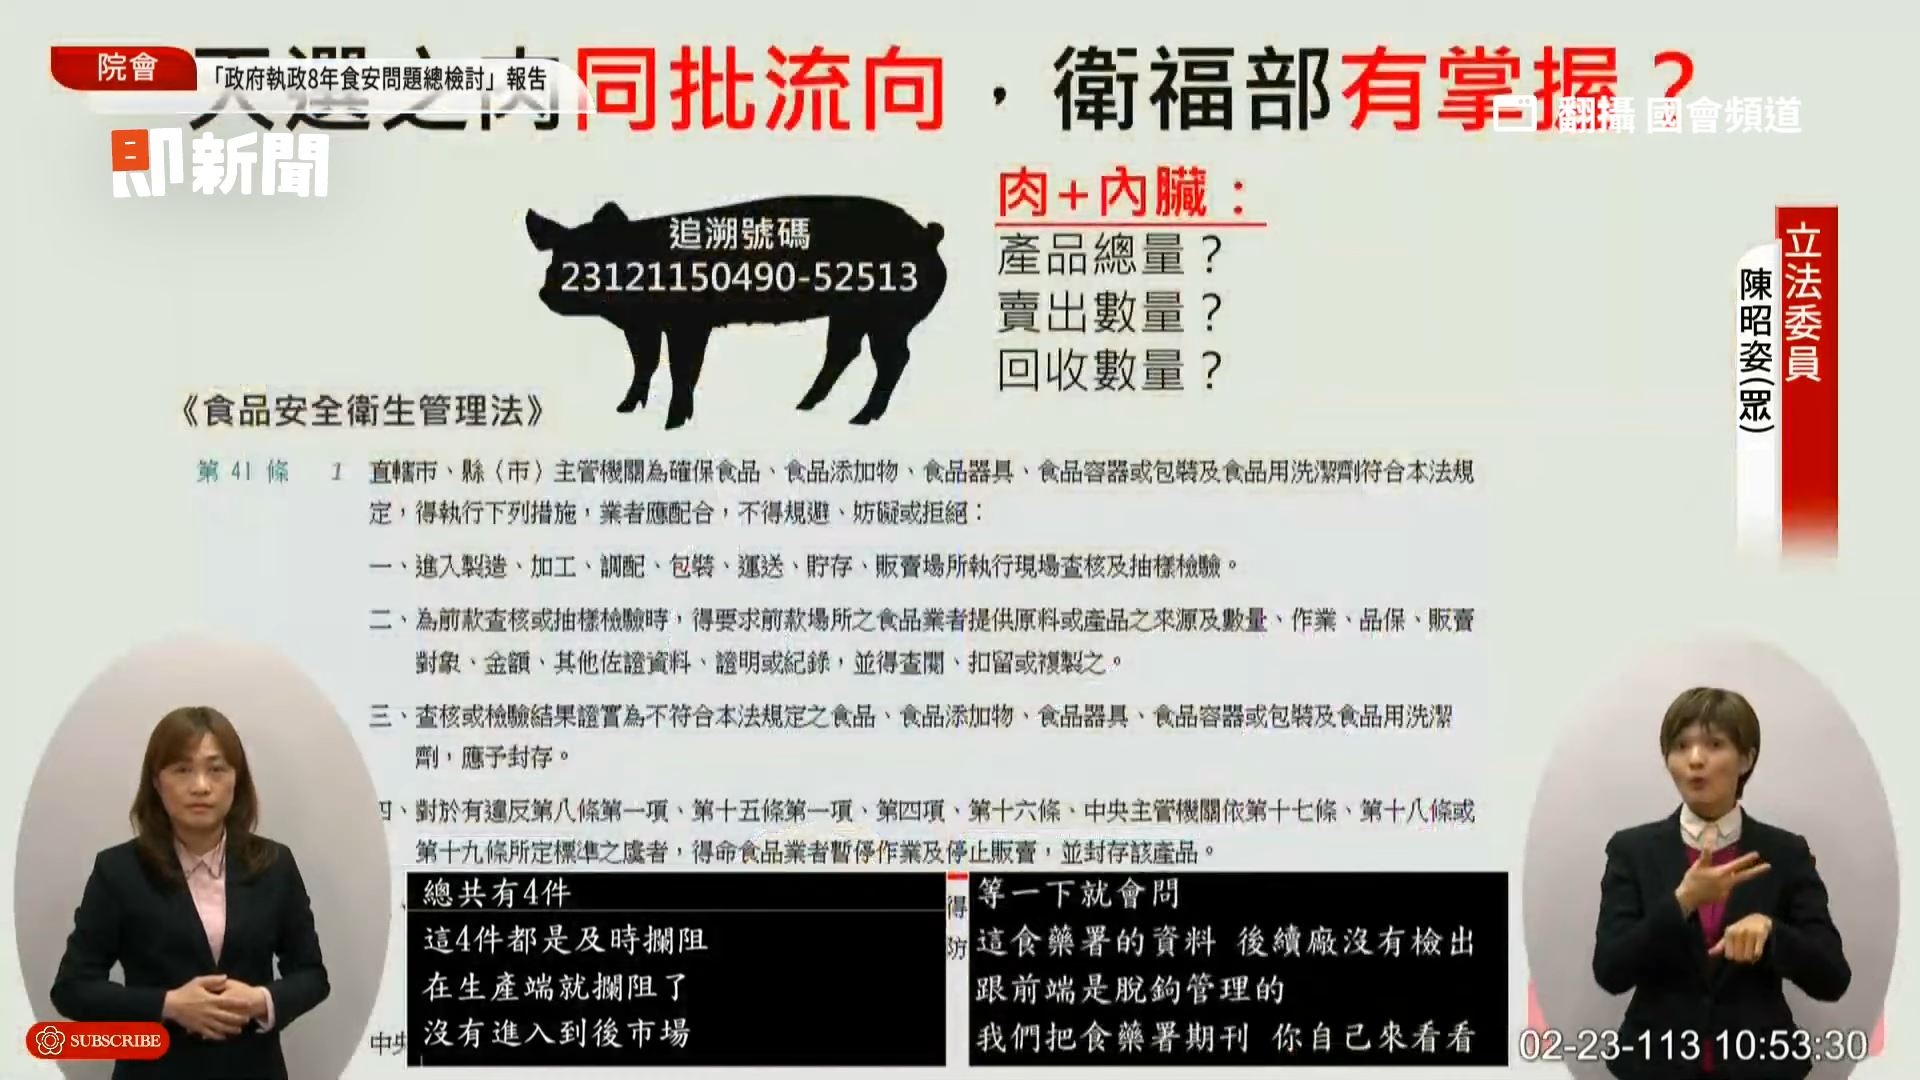 院會
「政府執政8年食安問題總檢討」報告
天選之肉同批流向，衛福部有掌握？
翻攝 國會頻道
即新聞
追溯號碼
23121150490-52513
肉+內臟：
產品總量？
賣出數量？
回收數量？
立法委員
陳昭姿(眾)
《食品安全衛生管理法》
第 41 條 1 直轄市、縣（市）主管機關為確保食品、食品添加物、食品器具、食品容器或包裝及食品用洗潔劑符合本法規
定，得執行下列措施，業者應配合，不得規避、妨礙或拒絕：
一、進入製造、加工、調配、包裝、運送、貯存、販賣場所執行現場查核及抽樣檢驗。
二、為前款查核或抽樣檢驗時，得要求前款場所之食品業者提供原料或產品之來源及數量、作業、品保、販賣
對象、金額、其他佐證資料、證明或紀錄，並得查閱、扣留或複製之。
三、查核或檢驗結果證實為不符合本法規定之食品、食品添加物、食品器具、食品容器或包裝及食品用洗潔
劑，應予封存。
四、對於有違反第八條第一項、第十五條第一項、第四項、第十六條、中央主管機關依第十七條、第十八條或
第十九條所定標準之虞者，得命食品業者暫停作業及停止販賣，並封存該產品。
得
中央
總共有4件
這4件都是及時攔阻
在生產端就攔阻了
沒有進入到後市場
等一下就會問
這食藥署的資料 後續廠沒有檢出
跟前端是脫鉤管理的
我們把食藥署期刊 你自己來看看
SUBSCRIBE
02-23-113 10:53:30